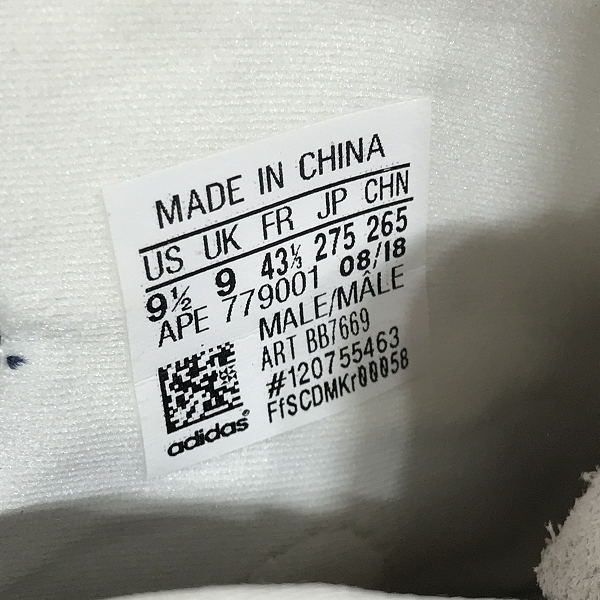 MADE IN CHINA
US UK FR JP CHN
9½ 9 43⅓ 275 265
APE 779001 08/18
MALE/MÂLE
ART BB7669
#120755463
FfSCDMKr00058
adidas®